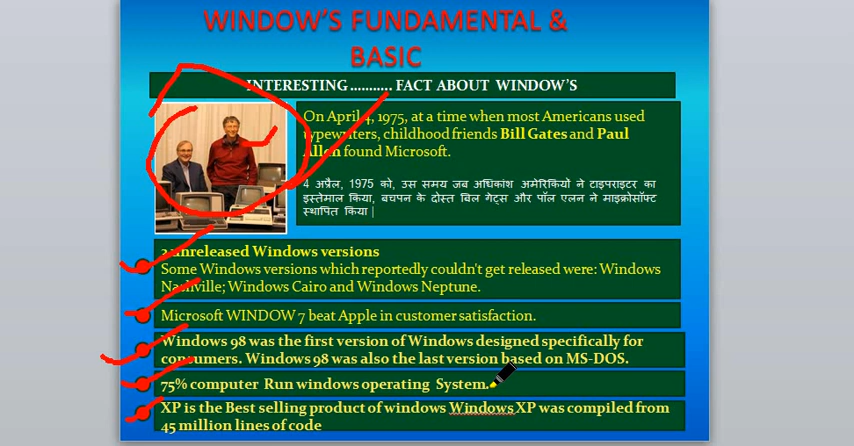 WINDOW'S FUNDAMENTAL &
BASIC
INTERESTING........... FACT ABOUT WINDOW'S
On April 4, 1975, at a time when most Americans used
typewriters, childhood friends Bill Gates and Paul
Allen found Microsoft.
4 अप्रैल, 1975 को, उस समय जब अधिकांश अमेरिकियों ने टाइपराइटर का
इस्तेमाल किया, बचपन के दोस्त बिल गेट्स और पॉल एलन ने माइक्रोसॉफ्ट
स्थापित किया |
3 unreleased Windows versions
Some Windows versions which reportedly couldn't get released were: Windows
Nashville; Windows Cairo and Windows Neptune.
Microsoft WINDOW 7 beat Apple in customer satisfaction.
Windows 98 was the first version of Windows designed specifically for
consumers. Windows 98 was also the last version based on MS-DOS.
75% computer Run windows operating System.
XP is the Best selling product of windows Windows XP was compiled from
45 million lines of code